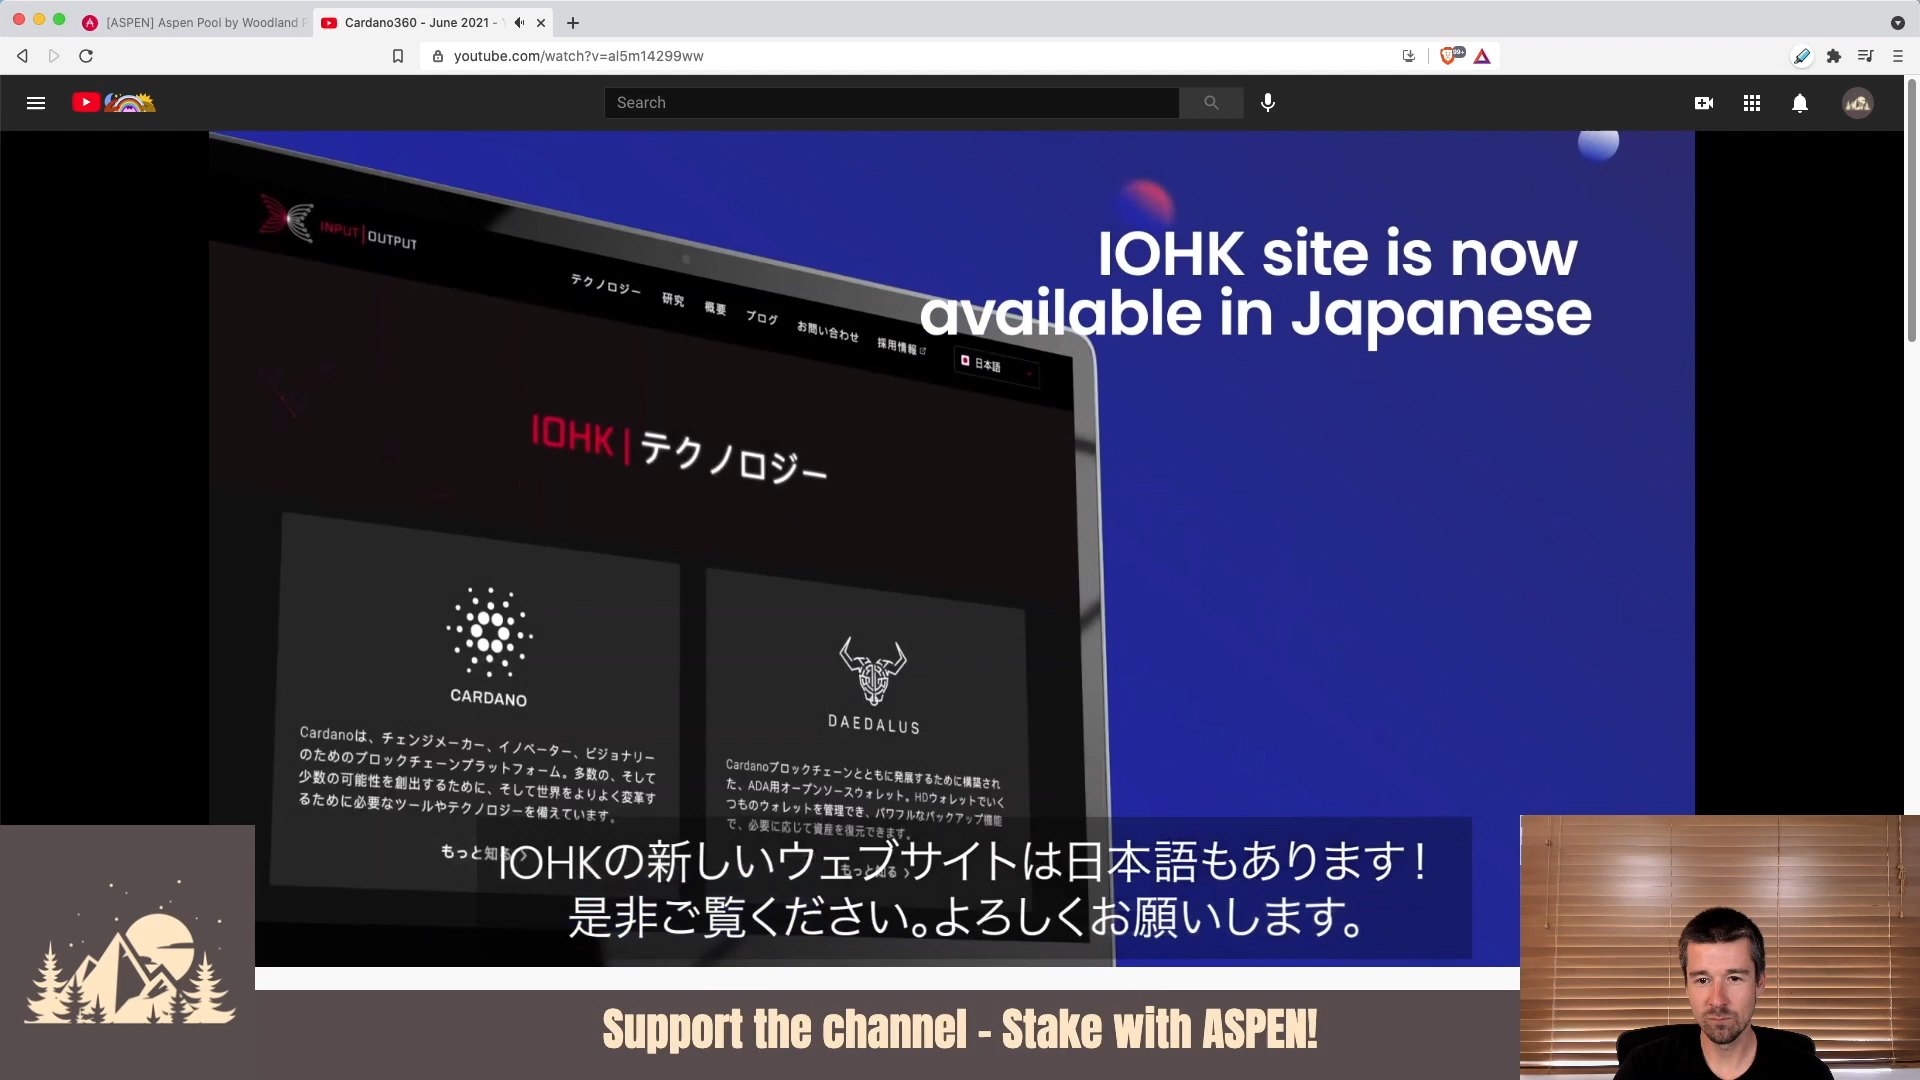 [ASPEN] Aspen Pool by Woodland P
Cardano360 - June 2021 -
youtube.com/watch?v=al5m14299ww
99+
Search
IOHK site is now
available in Japanese
INPUT|OUTPUT
テクノロジー 研究 概要 ブログ お問い合わせ 採用情報 日本語
IOHK | テクノロジー
CARDANO
Cardanoは、チェンジメーカー、イノベーター、ビジョナリー
のためのブロックチェーンプラットフォーム。多数の、そして
少数の可能性を創出するために、そして世界をよりよく変革す
るために必要なツールやテクノロジーを備えています。
もっと知る
DAEDALUS
Cardanoブロックチェーンとともに発展するために構築され
た、ADA用オープンソースウォレット。HDウォレットでいく
つものウォレットを管理でき、パワフルなバックアップ機能
で、必要に応じて資産を復元できます。
もっと知る
IOHKの新しいウェブサイトは日本語もあります！
是非ご覧ください。よろしくお願いします。
Support the channel - Stake with ASPEN!